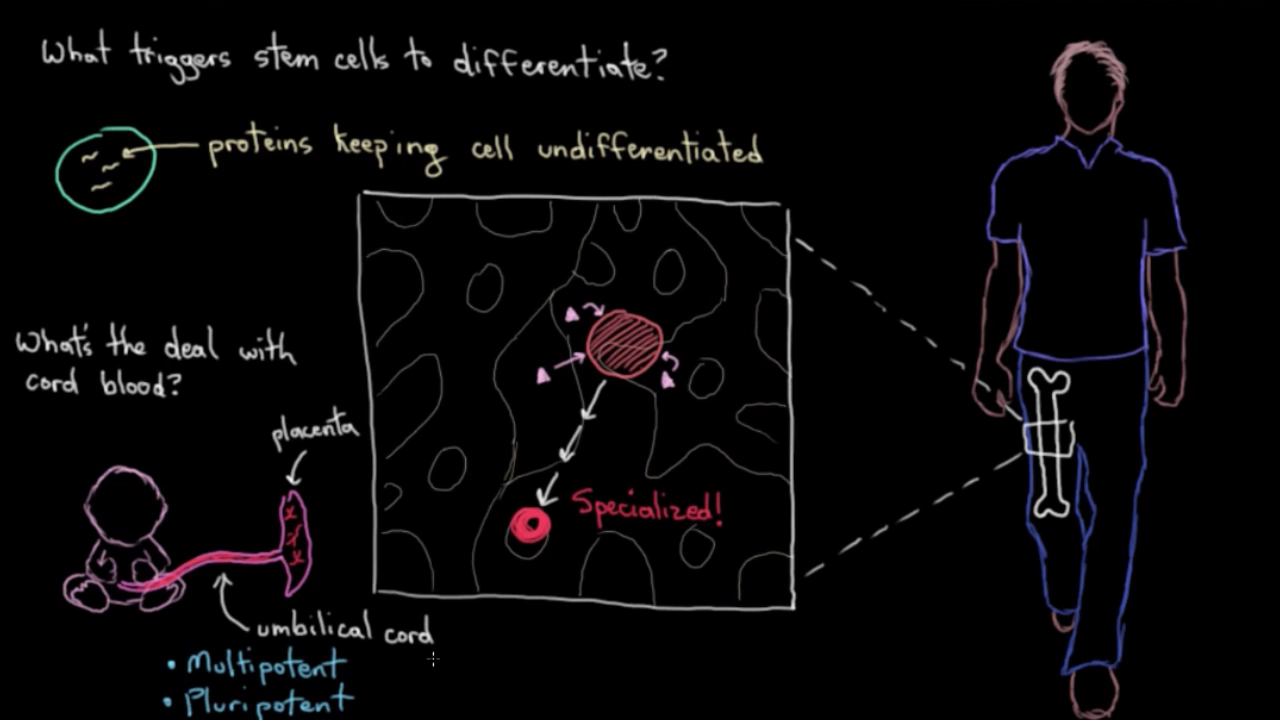 What triggers stem cells to differentiate?
proteins keeping cell undifferentiated
What's the deal with
cord blood?
placenta
Specialized!
umbilical cord
• Multipotent
• Pluripotent